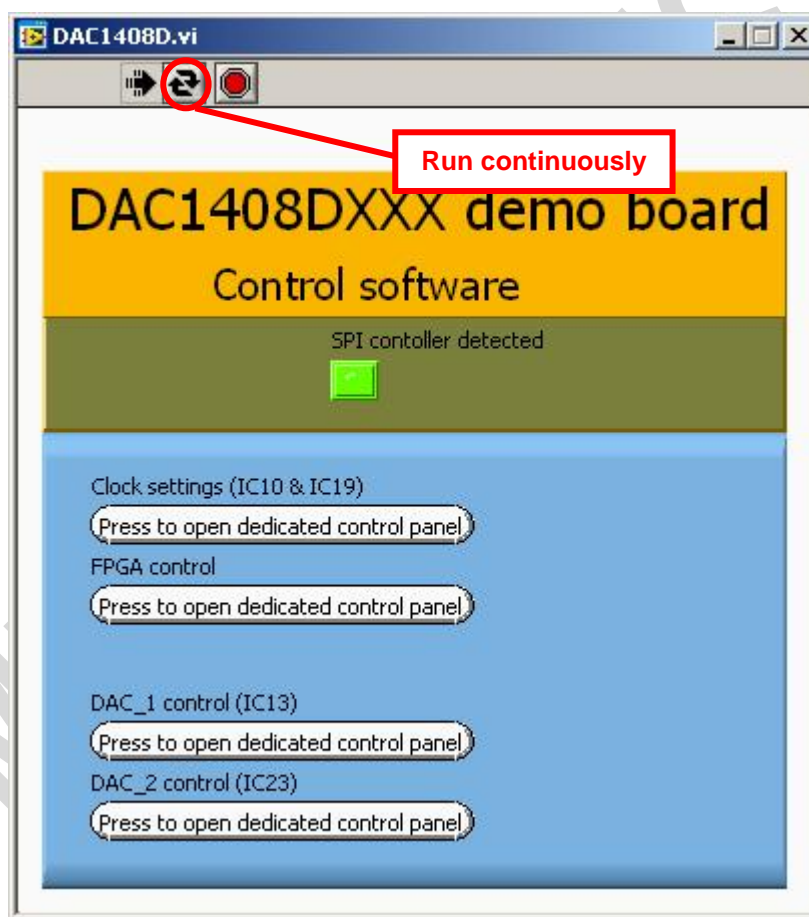 DAC1408D.vi
Run continuously
DAC1408DXXX demo board
Control software
SPI contoller detected
Clock settings (IC10 & IC19)
Press to open dedicated control panel
FPGA control
Press to open dedicated control panel
DAC_1 control (IC13)
Press to open dedicated control panel
DAC_2 control (IC23)
Press to open dedicated control panel